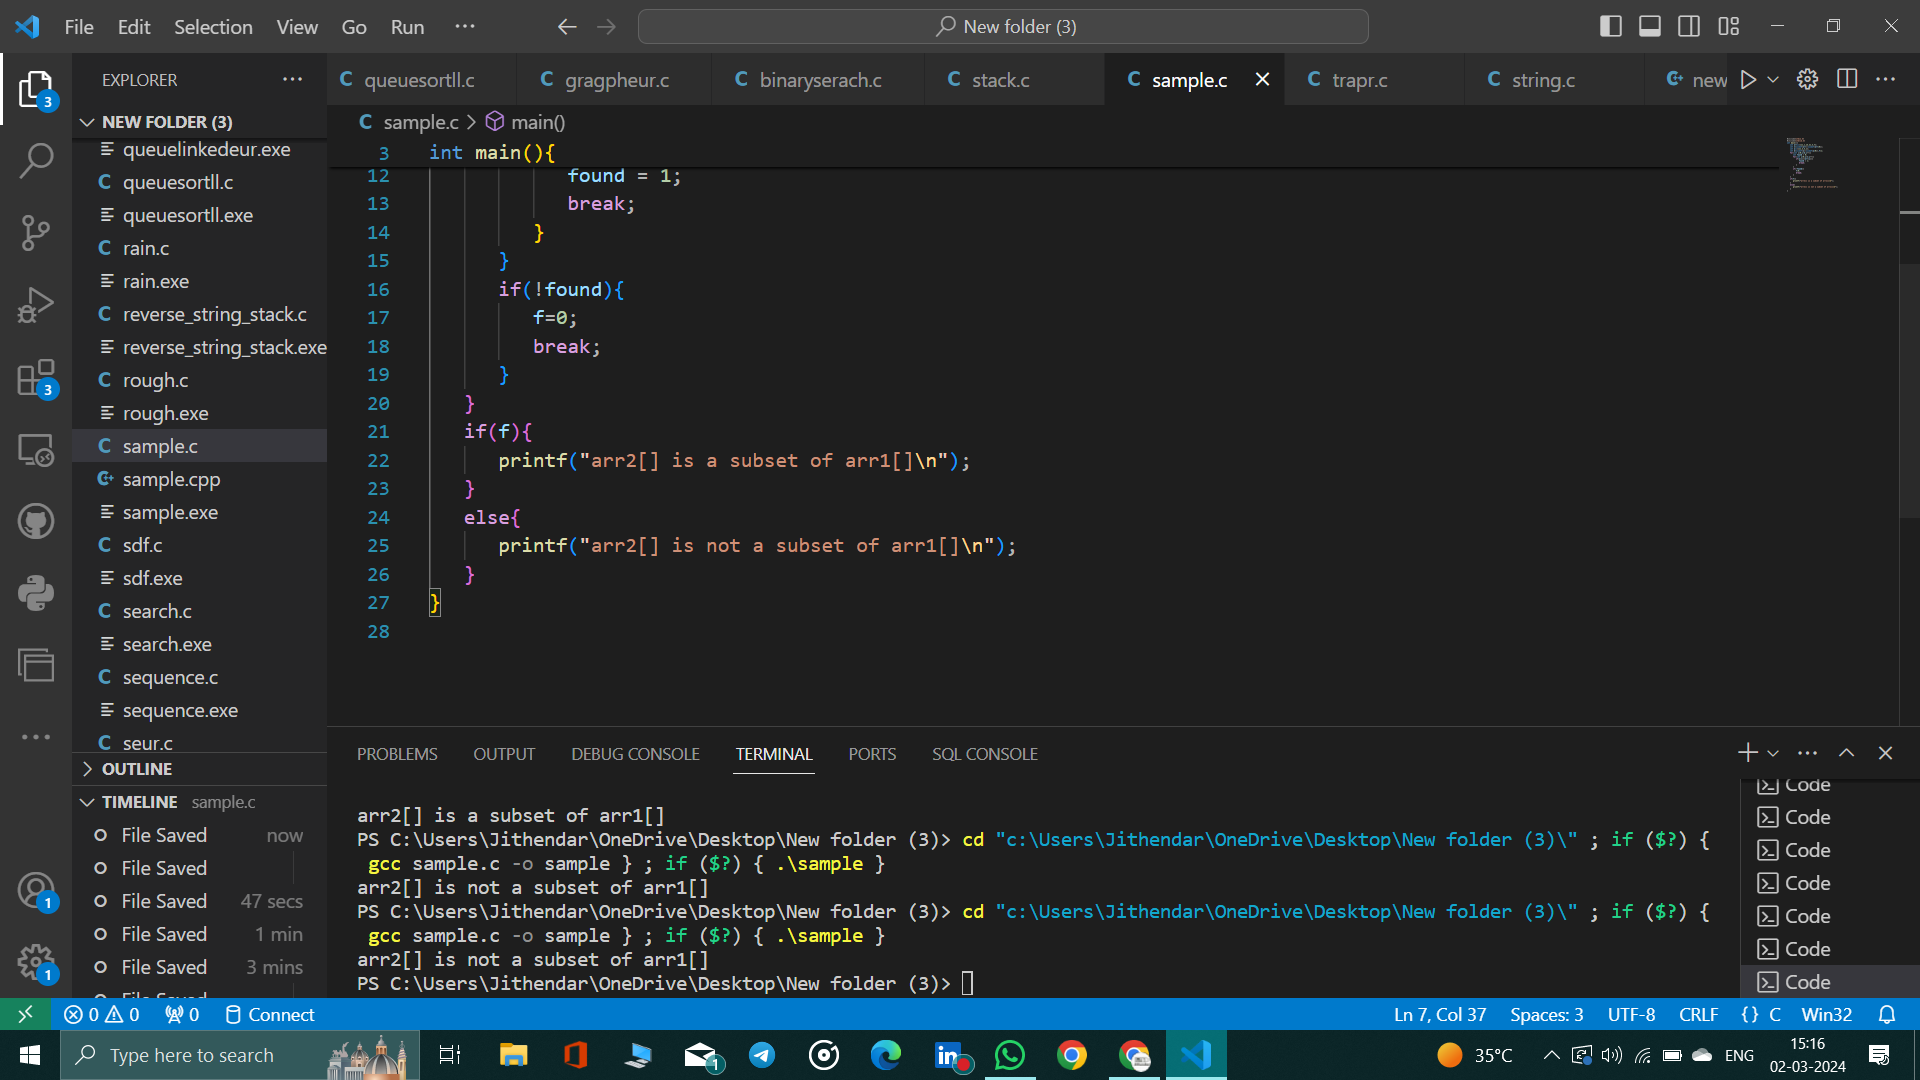 File Edit Selection View Go Run ···
New folder (3)
EXPLORER
NEW FOLDER (3)
queuelinkedeur.exe
queuesortll.c
queuesortll.exe
rain.c
rain.exe
reverse_string_stack.c
reverse_string_stack.exe
rough.c
rough.exe
sample.c
sample.cpp
sample.exe
sdf.c
sdf.exe
search.c
search.exe
sequence.c
sequence.exe
seur.c
OUTLINE
TIMELINE sample.c
File Saved now
File Saved
File Saved 47 secs
File Saved 1 min
File Saved 3 mins
File Saved
3
3
1
1
C queuesortll.c C gragpheur.c C binaryserach.c C stack.c C sample.c C trapr.c C string.c new
C sample.c > main()
3 int main(){
12 found = 1;
13 break;
14 }
15 }
16 if(!found){
17 f=0;
18 break;
19 }
20 }
21 if(f){
22 printf("arr2[] is a subset of arr1[]\n");
23 }
24 else{
25 printf("arr2[] is not a subset of arr1[]\n");
26 }
27 }
28
PROBLEMS OUTPUT DEBUG CONSOLE TERMINAL PORTS SQL CONSOLE
arr2[] is a subset of arr1[]
PS C:\Users\Jithendar\OneDrive\Desktop\New folder (3)> cd "c:\Users\Jithendar\OneDrive\Desktop\New folder (3)\" ; if ($?) {
gcc sample.c -o sample } ; if ($?) { .\sample }
arr2[] is not a subset of arr1[]
PS C:\Users\Jithendar\OneDrive\Desktop\New folder (3)> cd "c:\Users\Jithendar\OneDrive\Desktop\New folder (3)\" ; if ($?) {
gcc sample.c -o sample } ; if ($?) { .\sample }
arr2[] is not a subset of arr1[]
PS C:\Users\Jithendar\OneDrive\Desktop\New folder (3)>
Code
Code
Code
Code
Code
Code
Code
0 0 0 Connect Ln 7, Col 37 Spaces: 3 UTF-8 CRLF {} C Win32
Type here to search 1 35°C ENG 15:16
02-03-2024